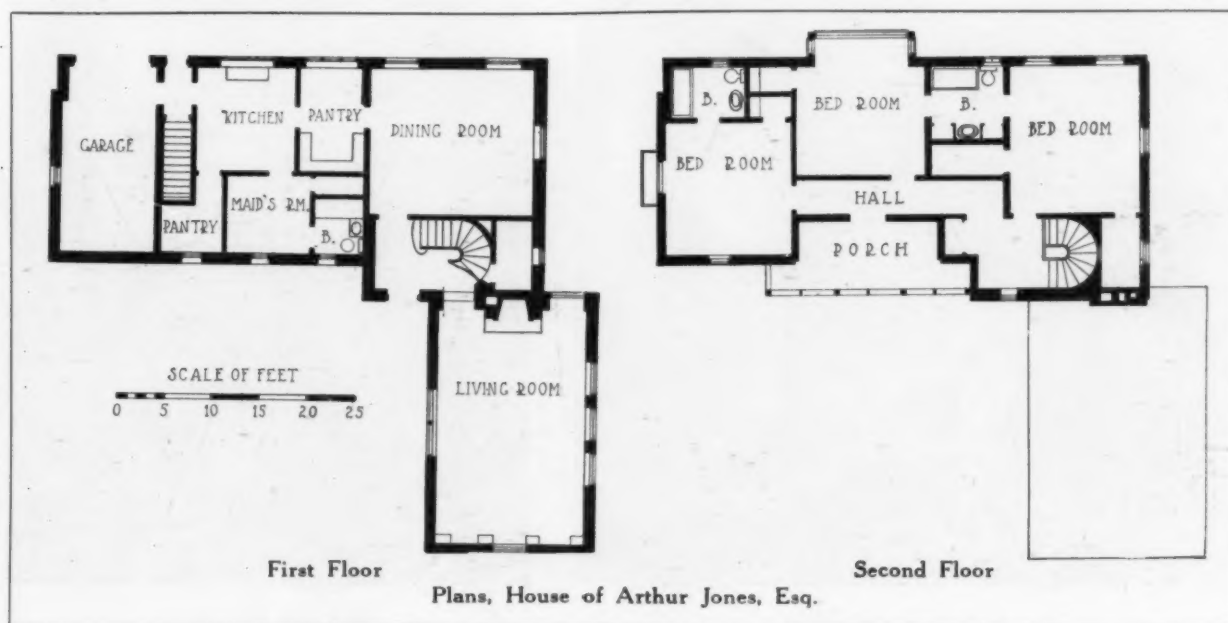 GARAGE
KITCHEN
PANTRY
DINING ROOM
MAID'S RM.
PANTRY
B.
LIVING ROOM
SCALE OF FEET
0 5 10 15 20 25
First Floor
B.
BED ROOM
B.
BED ROOM
BED ROOM
HALL
PORCH
Second Floor
Plans, House of Arthur Jones, Esq.